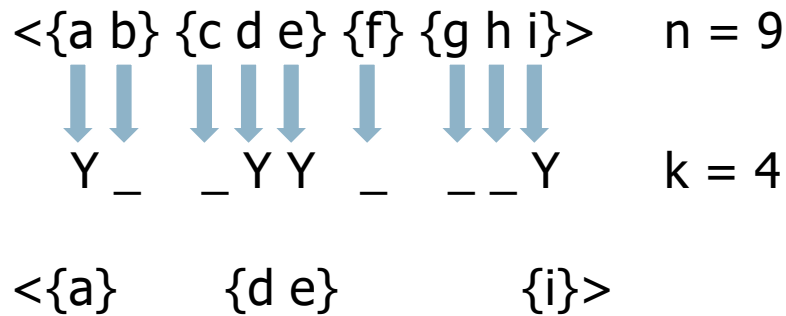 <{a b} {c d e} {f} {g h i}> n = 9
Y _ _ Y Y _ _ _ Y k = 4
<{a} {d e} {i}>